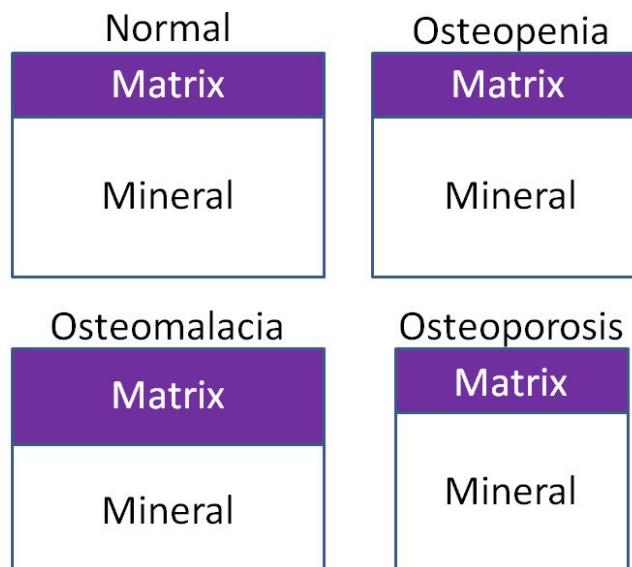 Normal
Matrix
Mineral
Osteopenia
Matrix
Mineral
Osteomalacia
Matrix
Mineral
Osteoporosis
Matrix
Mineral